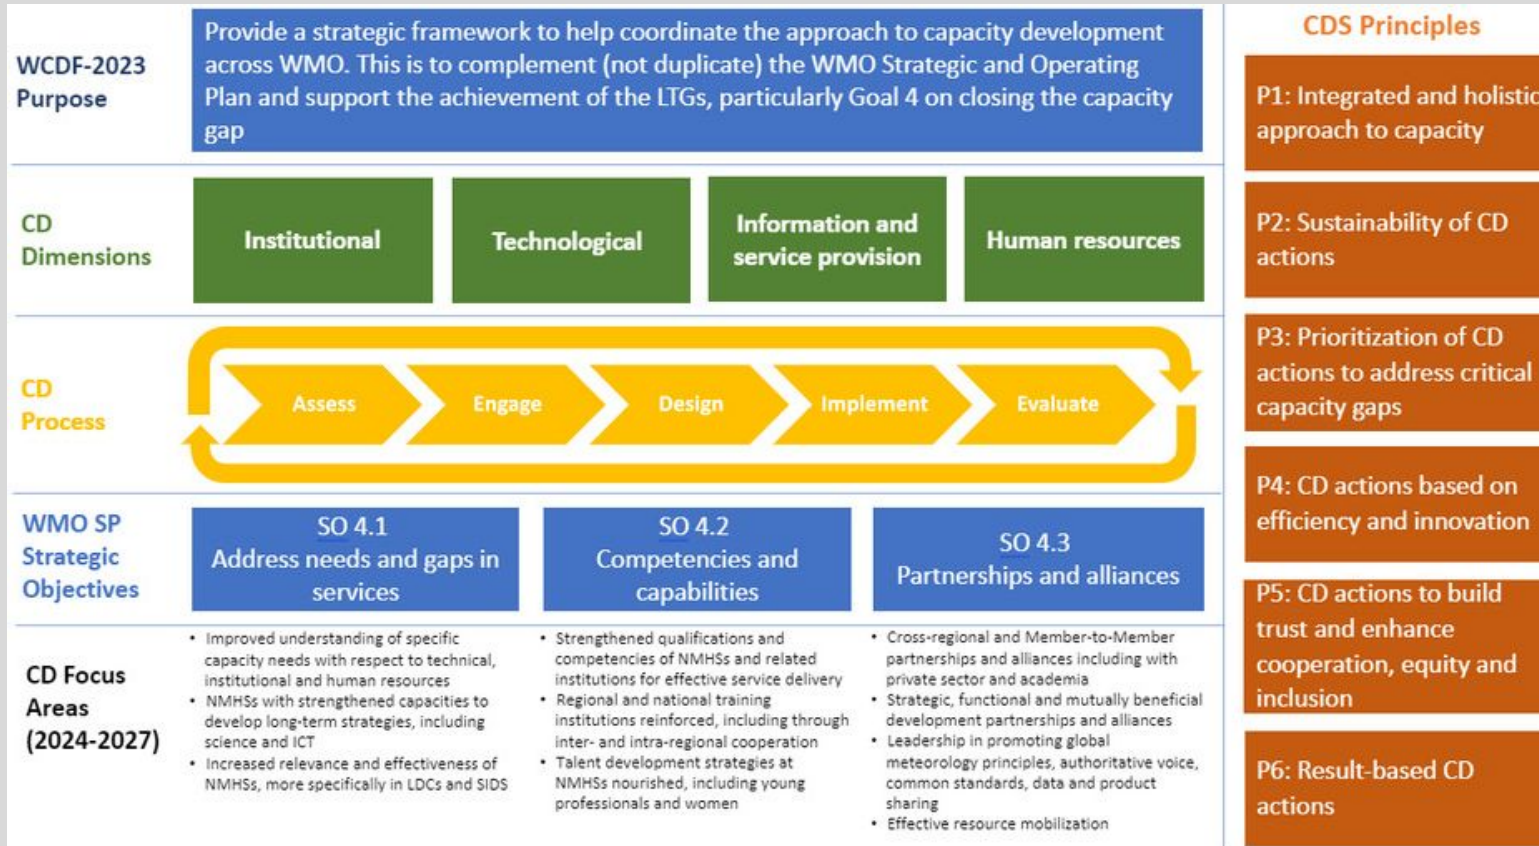 WCDF-2023
Purpose
Provide a strategic framework to help coordinate the approach to capacity development
across WMO. This is to complement (not duplicate) the WMO Strategic and Operating
Plan and support the achievement of the LTGs, particularly Goal 4 on closing the capacity
gap
CD
Dimensions
Institutional
Technological
Information and
service provision
Human resources
CD
Process
Assess
Engage
Design
Implement
Evaluate
WMO SP
Strategic
Objectives
SO 4.1
Address needs and gaps in
services
SO 4.2
Competencies and
capabilities
SO 4.3
Partnerships and alliances
CD Focus
Areas
(2024-2027)
• Improved understanding of specific
capacity needs with respect to technical,
institutional and human resources
• NMHSs with strengthened capacities to
develop long-term strategies, including
science and ICT
• Increased relevance and effectiveness of
NMHSs, more specifically in LDCs and SIDS
• Strengthened qualifications and
competencies of NMHSs and related
institutions for effective service delivery
• Regional and national training
institutions reinforced, including through
inter- and intra-regional cooperation
• Talent development strategies at
NMHSs nourished, including young
professionals and women
• Cross-regional and Member-to-Member
partnerships and alliances including with
private sector and academia
• Strategic, functional and mutually beneficial
development partnerships and alliances
• Leadership in promoting global
meteorology principles, authoritative voice,
common standards, data and product
sharing
• Effective resource mobilization
CDS Principles
P1: Integrated and holistic
approach to capacity
P2: Sustainability of CD
actions
P3: Prioritization of CD
actions to address critical
capacity gaps
P4: CD actions based on
efficiency and innovation
P5: CD actions to build
trust and enhance
cooperation, equity and
inclusion
P6: Result-based CD
actions